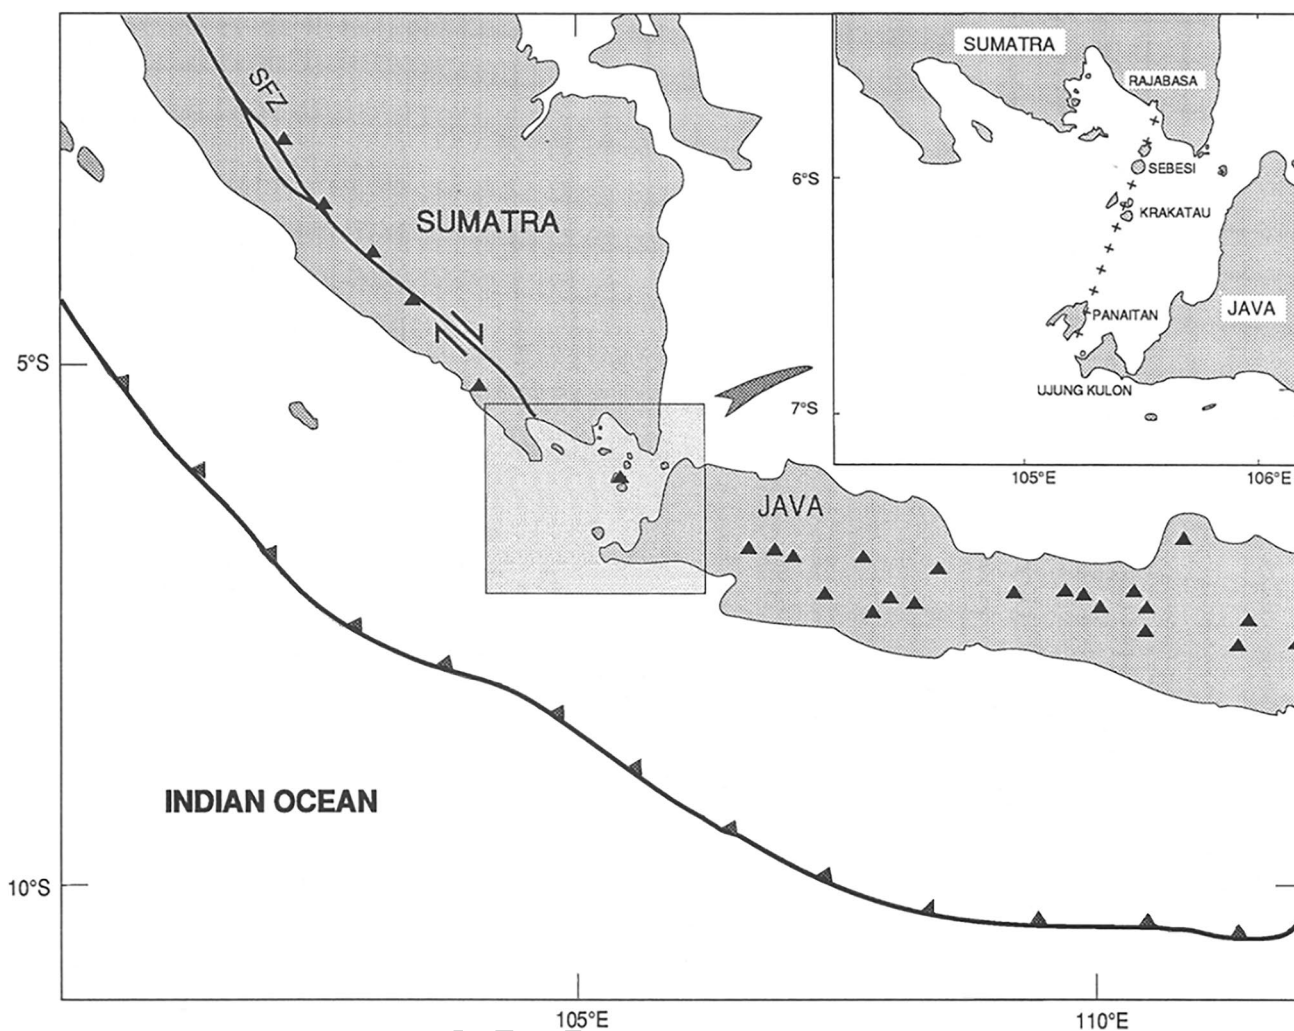 SFZ
SUMATRA
SUMATRA
RAJABASA
6°S
SEBESI
KRAKATAU
PANAITAN
JAVA
UJUNG KULON
7°S
105°E
106°E
5°S
JAVA
INDIAN OCEAN
10°S
105°E
110°E